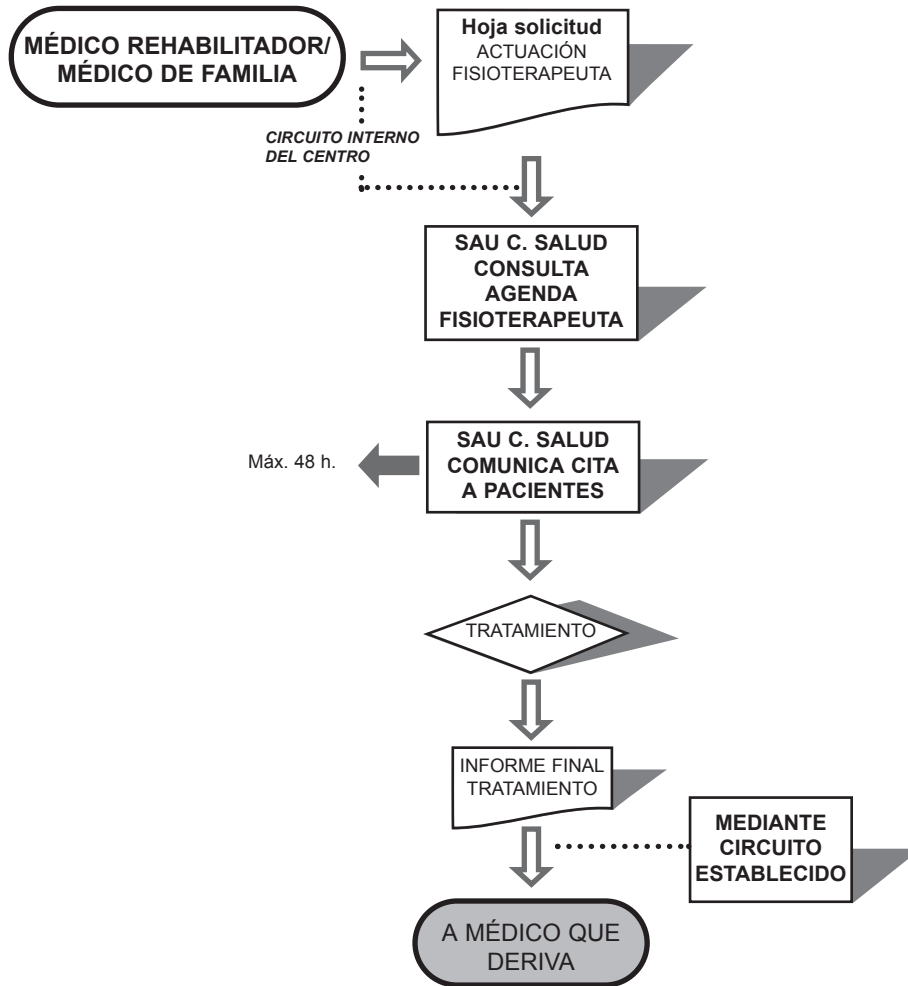 MÉDICO REHABILITADOR/
MÉDICO DE FAMILIA
Hoja solicitud
ACTUACIÓN
FISIOTERAPEUTA
CIRCUITO INTERNO
DEL CENTRO
SAU C. SALUD
CONSULTA
AGENDA
FISIOTERAPEUTA
Máx. 48 h.
SAU C. SALUD
COMUNICA CITA
A PACIENTES
TRATAMIENTO
INFORME FINAL
TRATAMIENTO
MEDIANTE
CIRCUITO
ESTABLECIDO
A MÉDICO QUE
DERIVA